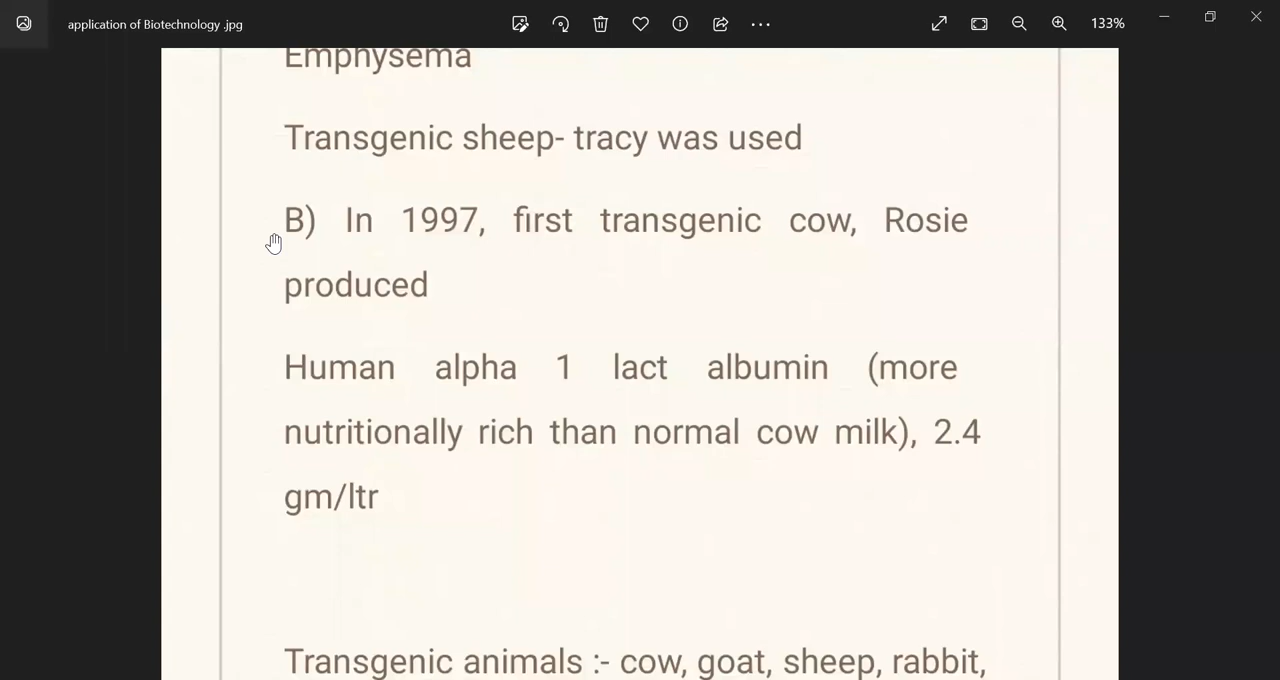 application of Biotechnology .jpg
133%
Emphysema
Transgenic sheep- tracy was used
B) In 1997, first transgenic cow, Rosie
produced
Human alpha 1 lact albumin (more
nutritionally rich than normal cow milk), 2.4
gm/ltr
Transgenic animals :- cow, goat, sheep, rabbit,